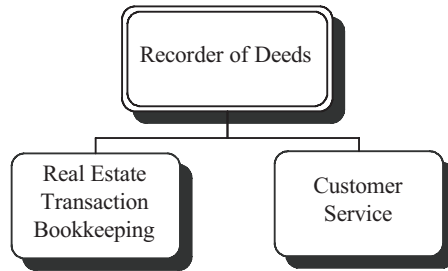 Recorder of Deeds
Real Estate
Transaction
Bookkeeping
Customer
Service